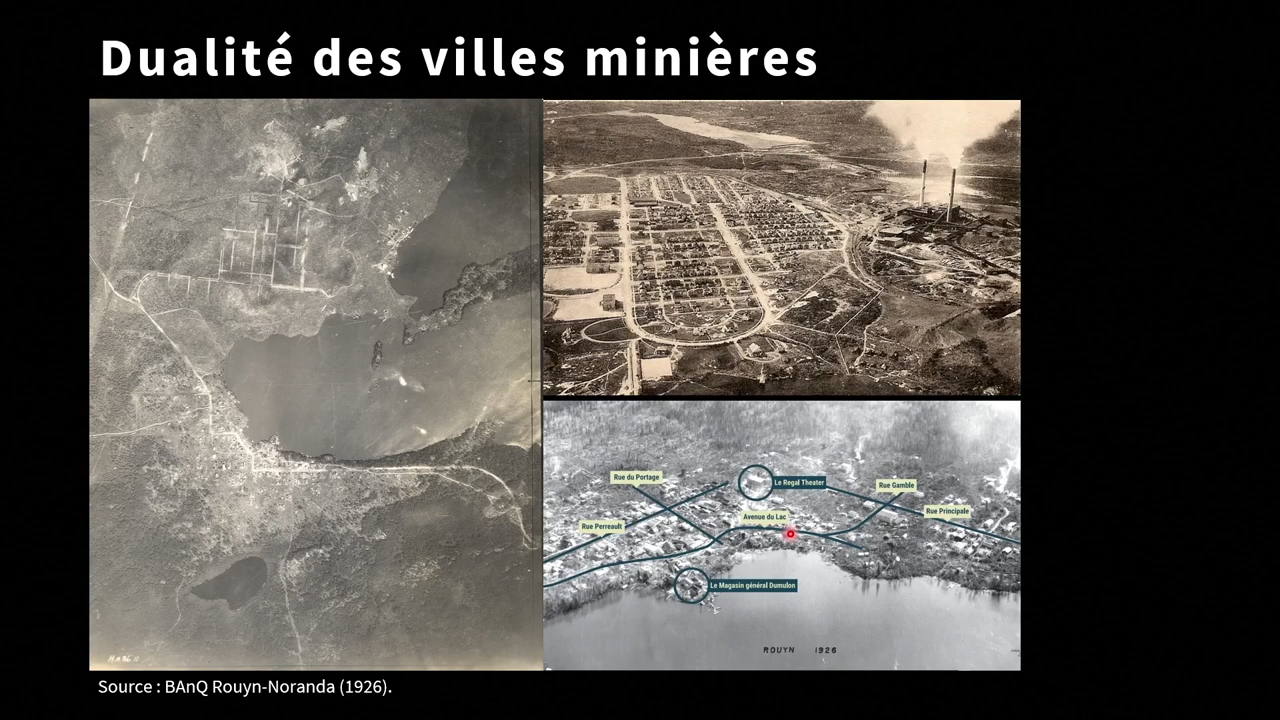 Dualité des villes minières
Rue du Portage
Le Regal Theater
Rue Gamble
Rue Principale
Avenue du Lac
Rue Perreault
Le Magasin général Dumulon
ROUYN 1926
Source : BAnQ Rouyn-Noranda (1926).